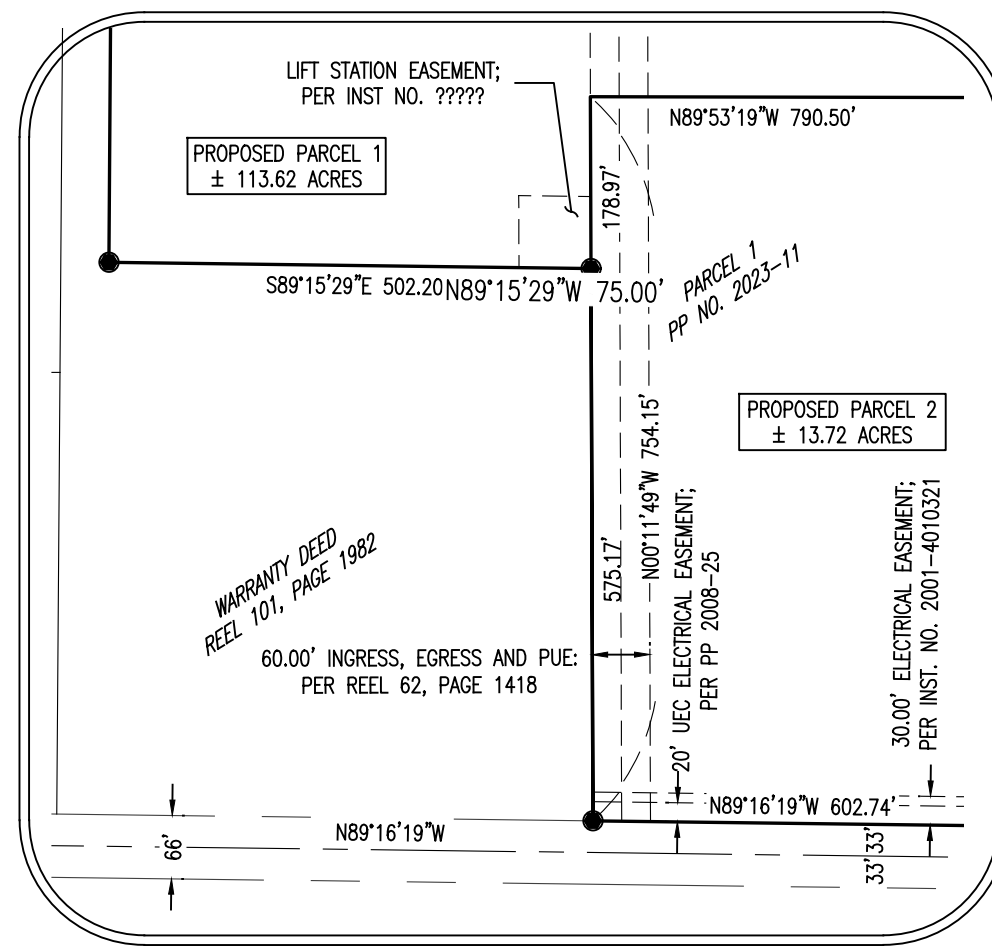 LIFT STATION EASEMENT;
PER INST NO. ?????
N89°53'19"W 790.50'
PROPOSED PARCEL 1
± 113.62 ACRES
178.97'
S89°15'29"E 502.20
N89°15'29"W 75.00'
PARCEL 1
PP NO. 2023-11
PROPOSED PARCEL 2
± 13.72 ACRES
N00°11'49"W 754.15'
575.17'
20' UEC ELECTRICAL EASEMENT;
PER PP 2008-25
30.00' ELECTRICAL EASEMENT;
PER INST. NO. 2001-4010321
WARRANTY DEED
REEL 101, PAGE 1982
60.00' INGRESS, EGRESS AND PUE:
PER REEL 62, PAGE 1418
N89°16'19"W 602.74'
N89°16'19"W
66'
33'
33'